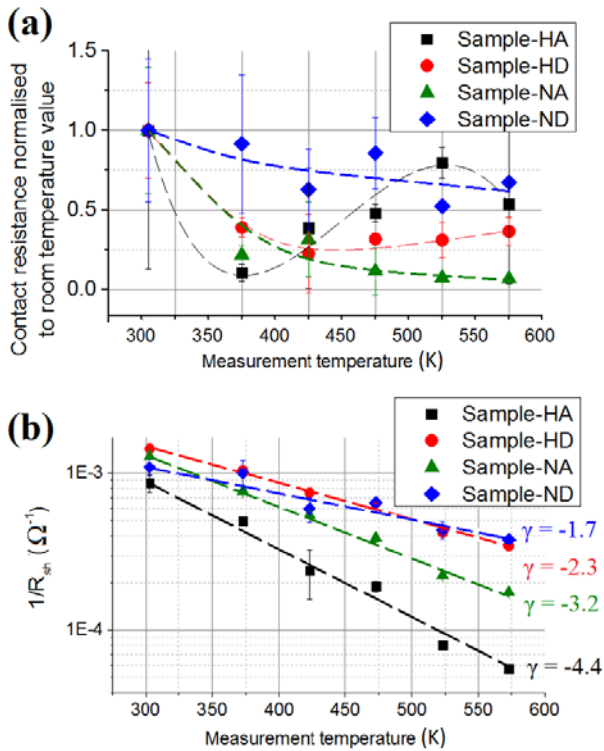 (a)
Contact resistance normalised
to room temperature value
1.5
1.0
0.5
0.0
Sample-HA
Sample-HD
Sample-NA
Sample-ND
300 350 400 450 500 550 600
Measurement temperature (K)
(b)
1/Rsh (Ω⁻¹)
1E-3
1E-4
Sample-HA
Sample-HD
Sample-NA
Sample-ND
γ = -1.7
γ = -2.3
γ = -3.2
γ = -4.4
300 350 400 450 500 550 600
Measurement temperature (K)